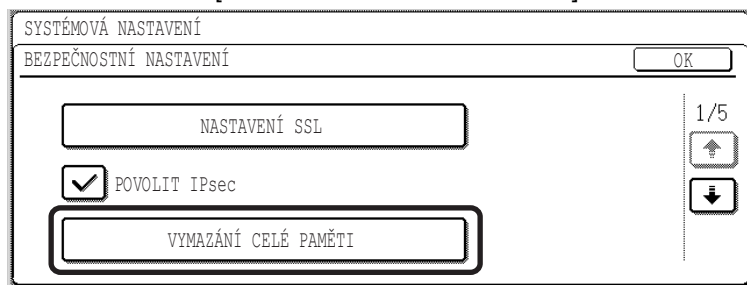 SYSTÉMOVÁ NASTAVENÍ
BEZPEČNOSTNÍ NASTAVENÍ OK
NASTAVENÍ SSL
1/5
POVOLIT IPsec
VYMAZÁNÍ CELÉ PAMĚTI